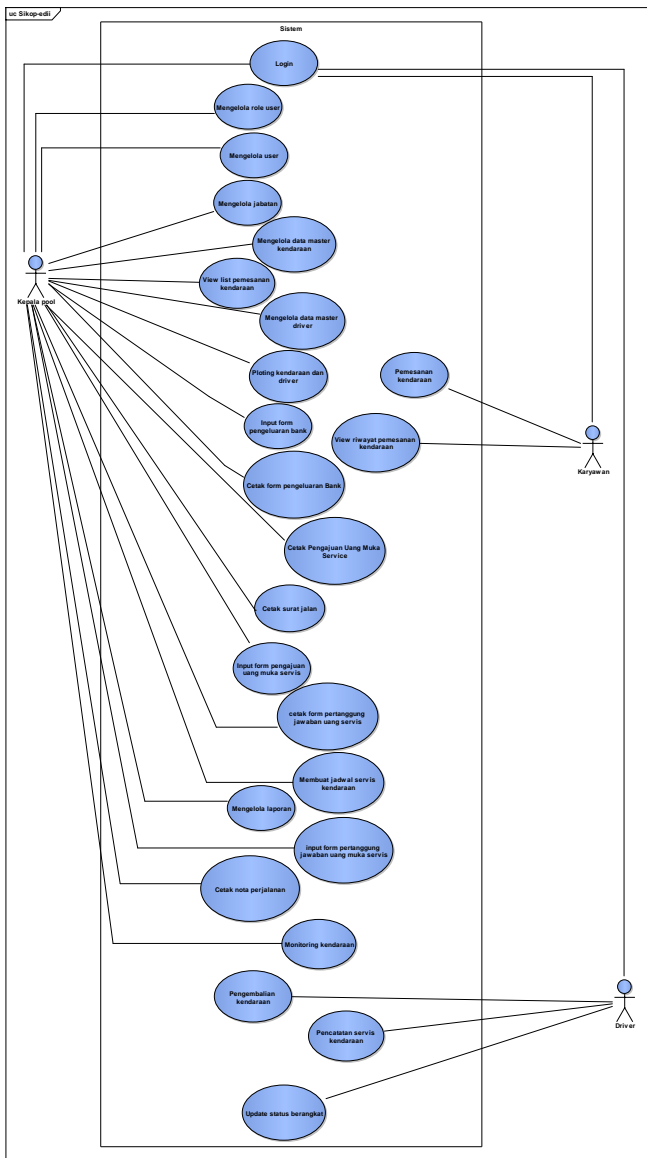 uc Sikop-edii
Sistem
Login
Mengelola role user
Mengelola user
Mengelola jabatan
Mengelola data master
kendaraan
View list pemesanan
kendaraan
Kepala pool
Mengelola data master
driver
Ploting kendaraan dan
driver
Pemesanan
kendaraan
Input form
pengeluaran bank
View riwayat pemesanan
kendaraan
Karyawan
Cetak form pengeluaran Bank
Cetak Pengajuan Uang Muka
Service
Cetak surat jalan
Input form pengajuan
uang muka servis
cetak form pertanggung
jawaban uang servis
Membuat jadwal servis
kendaraan
Mengelola laporan
input form pertanggung
jawaban uang muka servis
Cetak nota perjalanan
Monitoring kendaraan
Pengembalian
kendaraan
Driver
Pencatatan servis
kendaraan
Update status berangkat